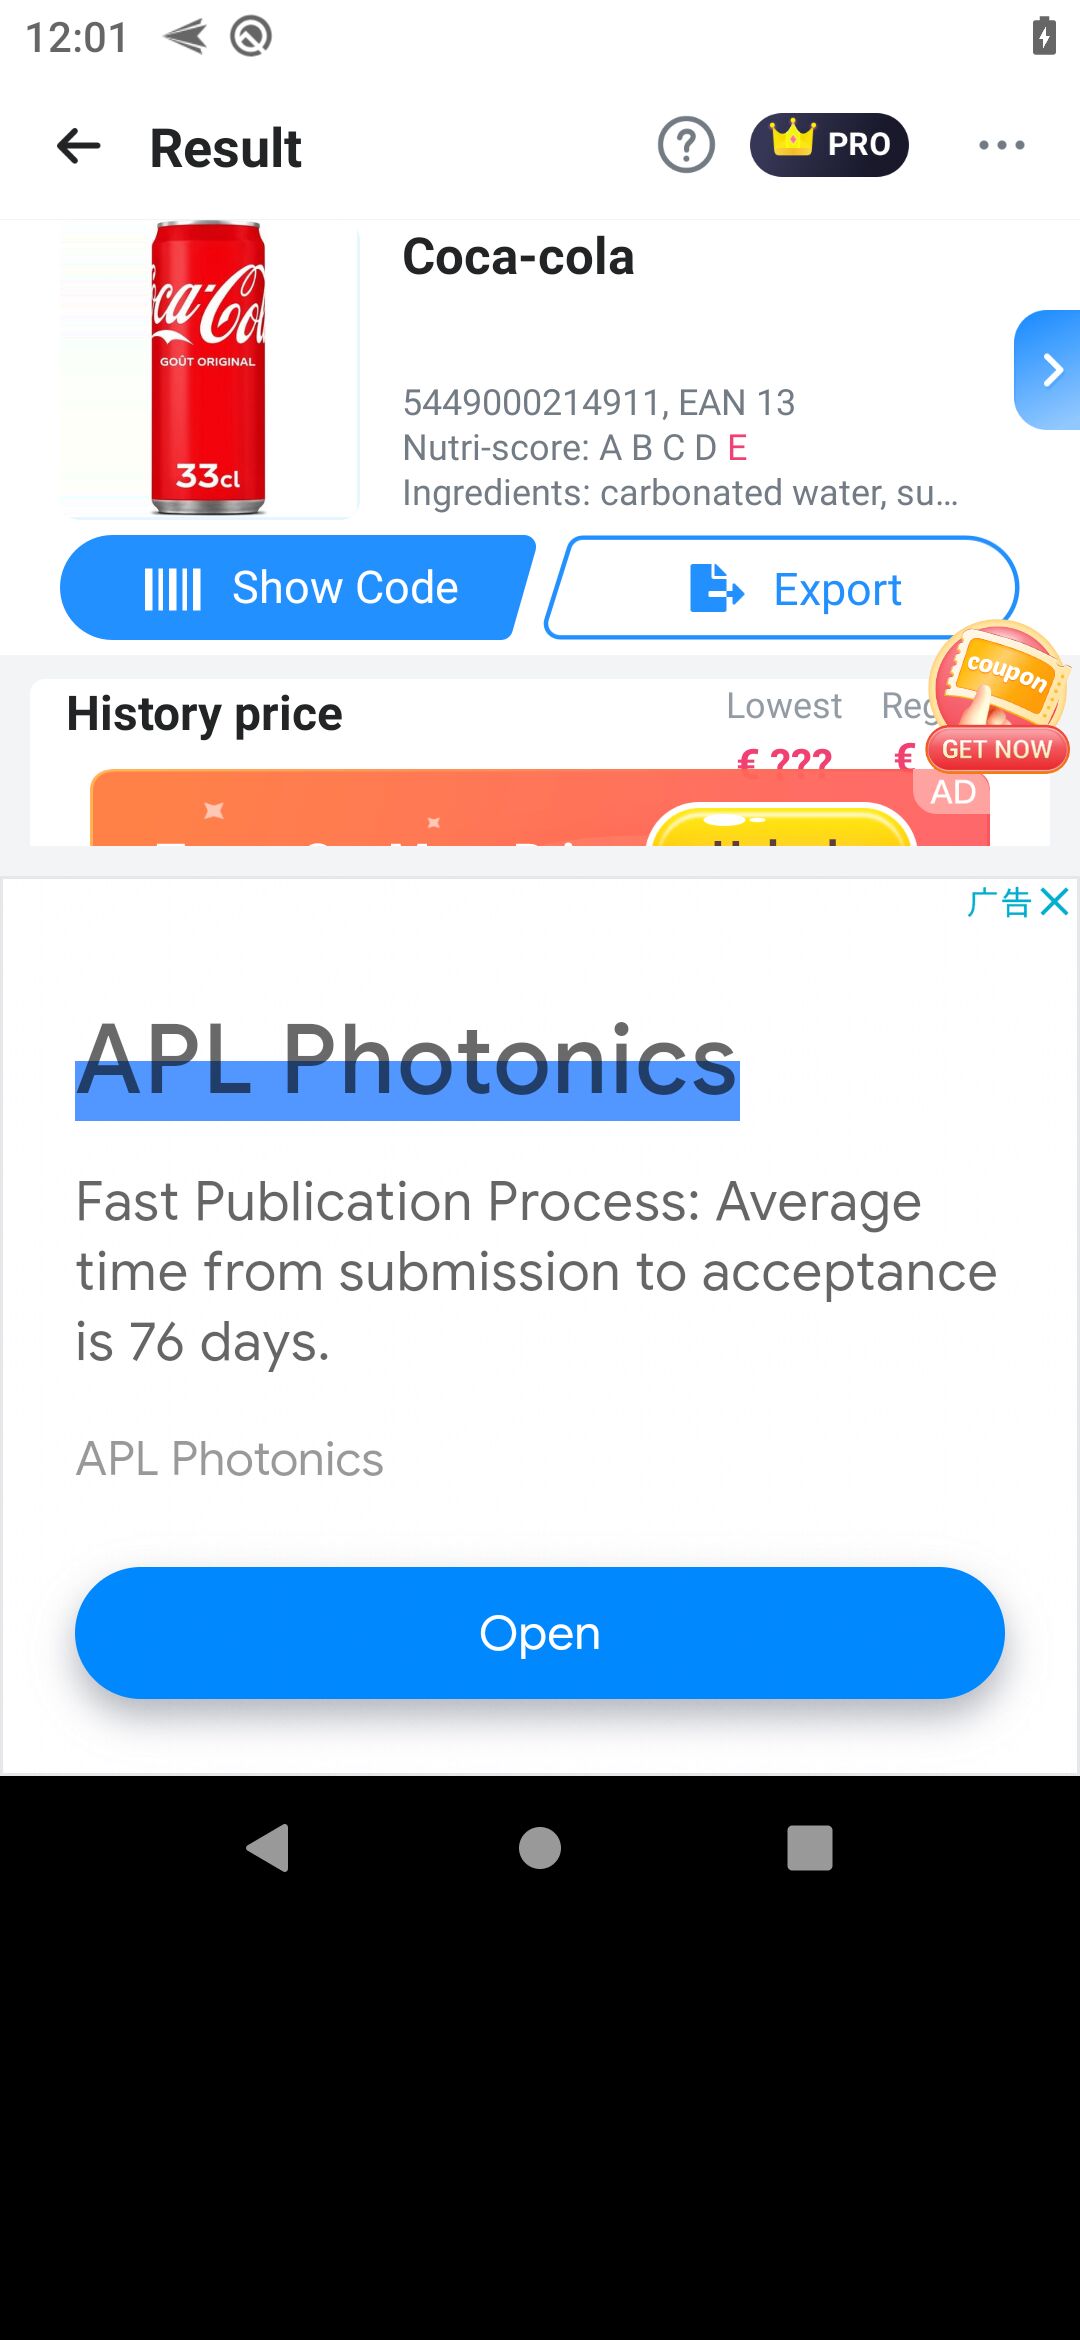 12:01
Result
PRO
Coca-Cola
GOÛT ORIGINAL
33cl
Coca-cola
5449000214911, EAN 13
Nutri-score: A B C D E
Ingredients: carbonated water, su...
Show Code
Export
coupon
GET NOW
History price
Lowest
€ ???
€
AD
广告
APL Photonics
Fast Publication Process: Average
time from submission to acceptance
is 76 days.
APL Photonics
Open